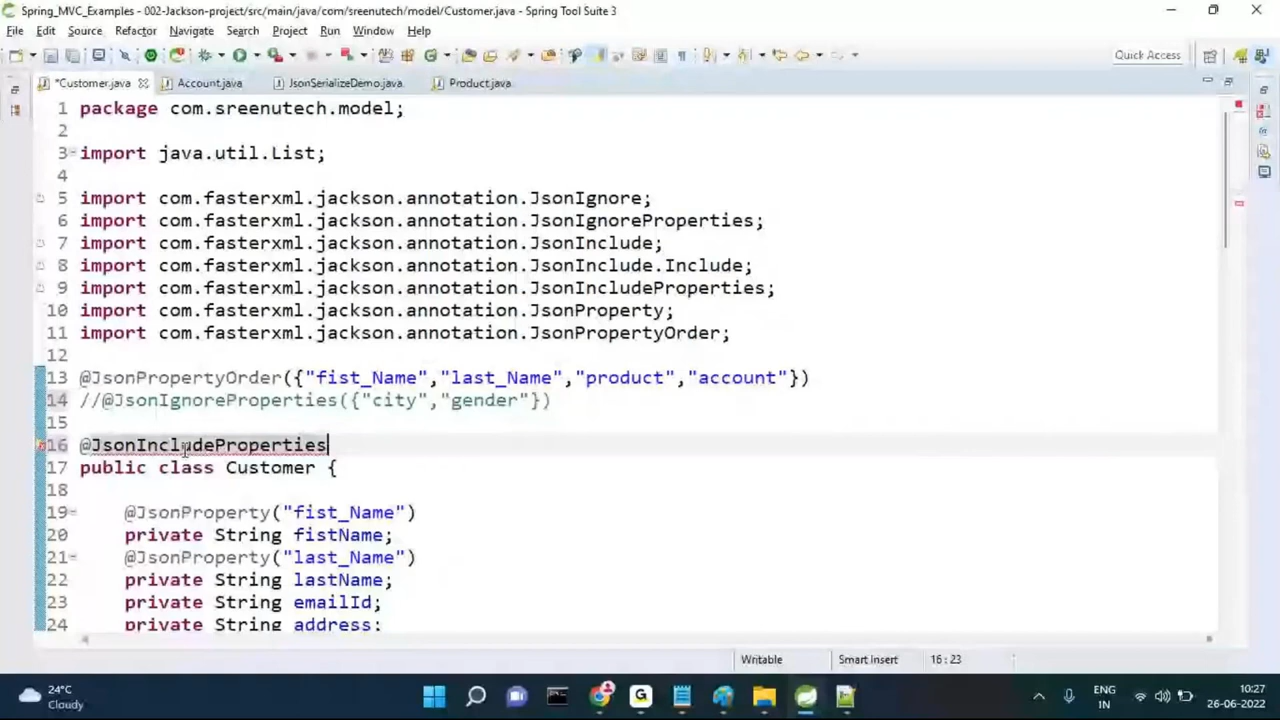 Spring_MVC_Examples - 002-Jackson-project/src/main/java/com/sreenutech/model/Customer.java - Spring Tool Suite 3
File Edit Source Refactor Navigate Search Project Run Window Help
Quick Access
*Customer.java Account.java JsonSerializeDemo.java Product.java
1 package com.sreenutech.model;
2
3 import java.util.List;
4
5 import com.fasterxml.jackson.annotation.JsonIgnore;
6 import com.fasterxml.jackson.annotation.JsonIgnoreProperties;
7 import com.fasterxml.jackson.annotation.JsonInclude;
8 import com.fasterxml.jackson.annotation.JsonInclude.Include;
9 import com.fasterxml.jackson.annotation.JsonIncludeProperties;
10 import com.fasterxml.jackson.annotation.JsonProperty;
11 import com.fasterxml.jackson.annotation.JsonPropertyOrder;
12
13 @JsonPropertyOrder({"fist_Name","last_Name","product","account"})
14 //@JsonIgnoreProperties({"city","gender"})
15
16 @JsonIncludeProperties
17 public class Customer {
18
19 @JsonProperty("fist_Name")
20 private String fistName;
21 @JsonProperty("last_Name")
22 private String lastName;
23 private String emailId;
24 private String address;
Writable Smart Insert 16 : 23
24°C
Cloudy
ENG
IN
10:27
26-06-2022